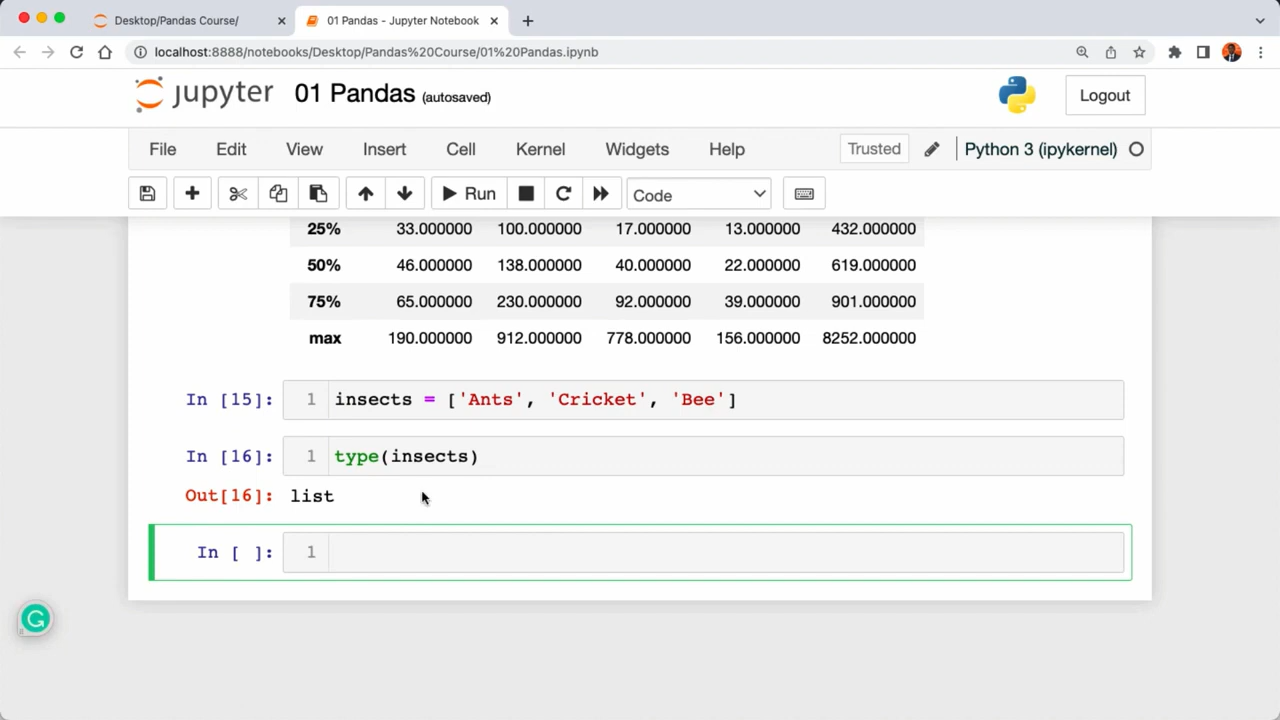 Desktop/Pandas Course/
01 Pandas - Jupyter Notebook
localhost:8888/notebooks/Desktop/Pandas%20Course/01%20Pandas.ipynb
jupyter 01 Pandas (autosaved) Logout
File Edit View Insert Cell Kernel Widgets Help Trusted Python 3 (ipykernel)
Run Code
25% 33.000000 100.000000 17.000000 13.000000 432.000000
50% 46.000000 138.000000 40.000000 22.000000 619.000000
75% 65.000000 230.000000 92.000000 39.000000 901.000000
max 190.000000 912.000000 778.000000 156.000000 8252.000000
In [15]: 1 insects = ['Ants', 'Cricket', 'Bee']
In [16]: 1 type(insects)
Out[16]: list
In [ ]: 1